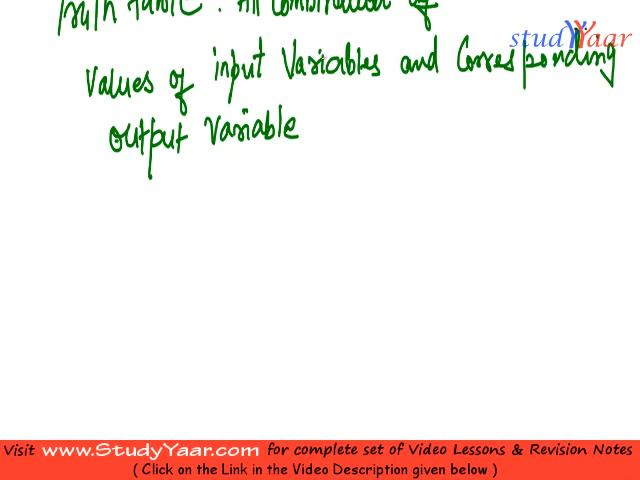 Truth Table : All Combination of
studYYaar
Values of input Variables and Corresponding
output Variable
Visit www.StudyYaar.com for complete set of Video Lessons & Revision Notes
( Click on the Link in the Video Description given below )